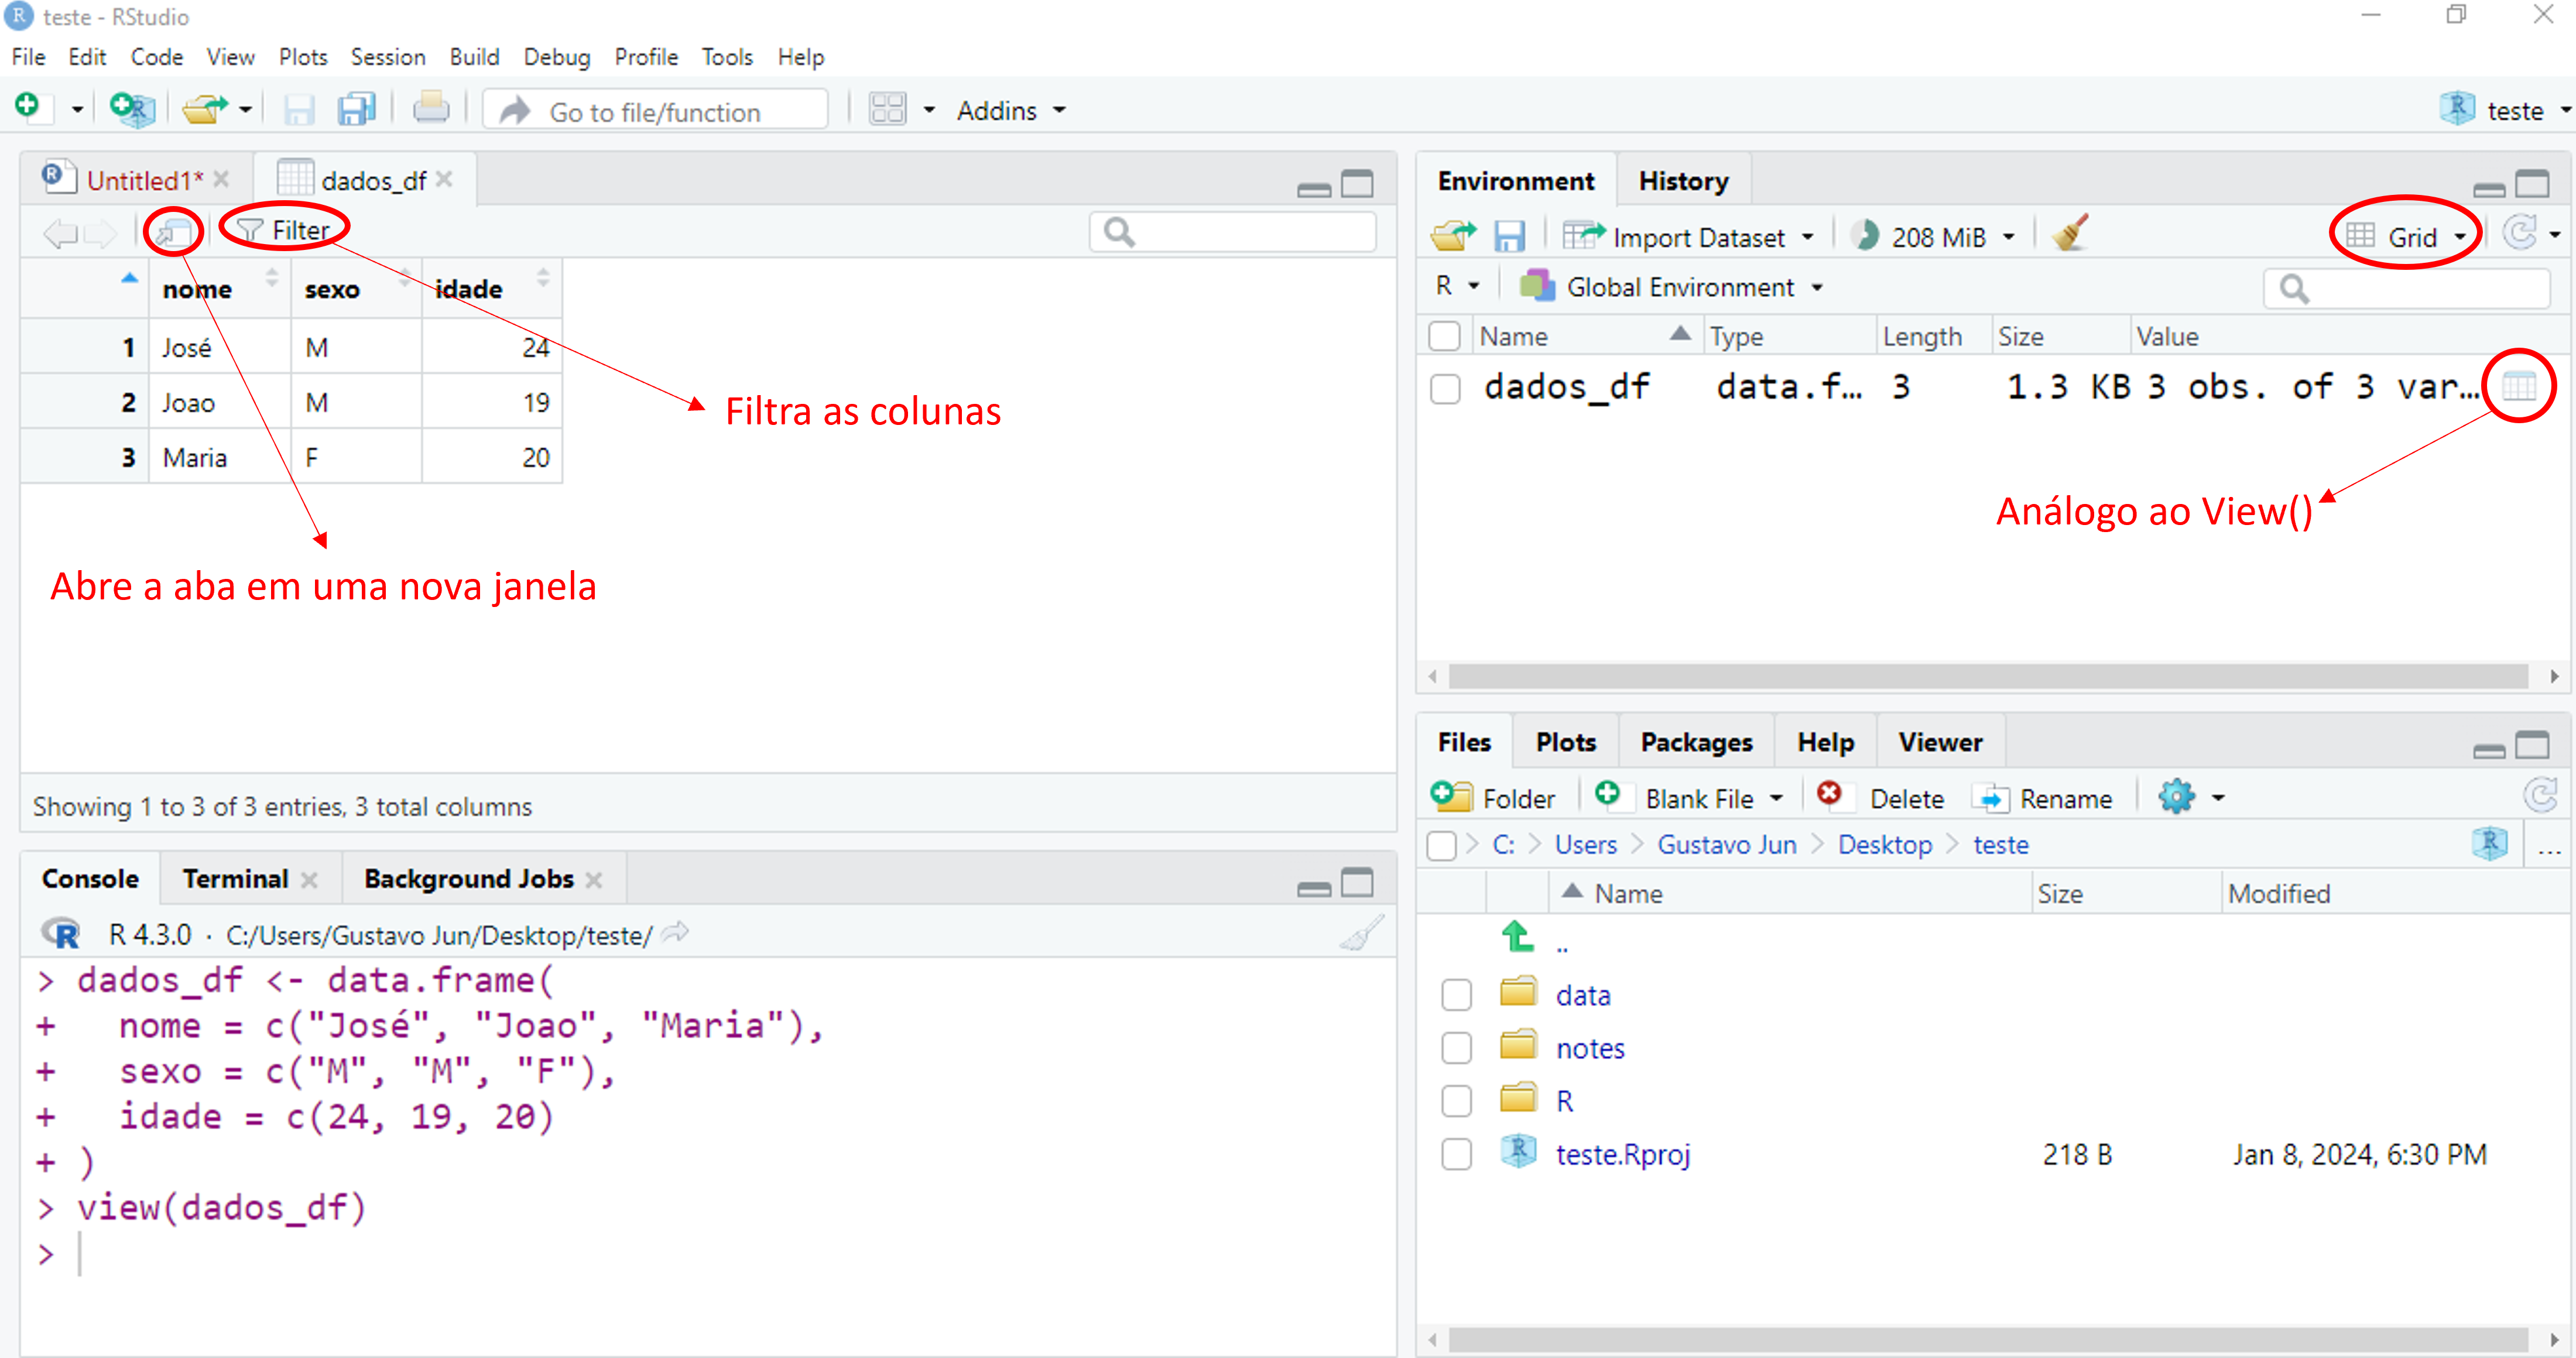 teste - RStudio
File Edit Code View Plots Session Build Debug Profile Tools Help
Go to file/function Addins teste
Untitled1* dados_df
Filter
nome sexo idade
1 José M 24
2 Joao M 19
3 Maria F 20
Filtra as colunas
Abre a aba em uma nova janela
Showing 1 to 3 of 3 entries, 3 total columns
Console Terminal Background Jobs
R 4.3.0 · C:/Users/Gustavo Jun/Desktop/teste/
> dados_df <- data.frame(
+   nome = c("José", "Joao", "Maria"),
+   sexo = c("M", "M", "F"),
+   idade = c(24, 19, 20)
+ )
> view(dados_df)
>
Environment History
Import Dataset 208 MiB Grid
R Global Environment
Name Type Length Size Value
dados_df data.f… 3 1.3 KB 3 obs. of 3 var…
Análogo ao View()
Files Plots Packages Help Viewer
Folder Blank File Delete Rename
C: > Users > Gustavo Jun > Desktop > teste ...
Name Size Modified
..
data
notes
R
teste.Rproj 218 B Jan 8, 2024, 6:30 PM